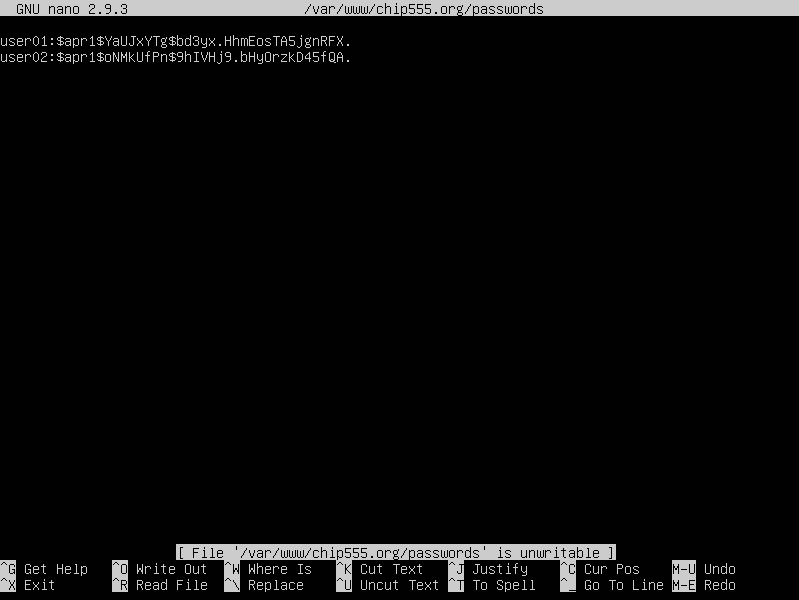 GNU nano 2.9.3 /var/www/chip555.org/passwords
user01:$apr1$YaUJxYTg$bd3yx.HhmEosTA5jgnRFX.
user02:$apr1$oNMkUfPn$9hIVHj9.bHyOrzkD45fQA.
[ File '/var/www/chip555.org/passwords' is unwritable ]
^G Get Help ^O Write Out ^W Where Is ^K Cut Text ^J Justify ^C Cur Pos M-U Undo
^X Exit ^R Read File ^\ Replace ^U Uncut Text ^T To Spell ^_ Go To Line M-E Redo